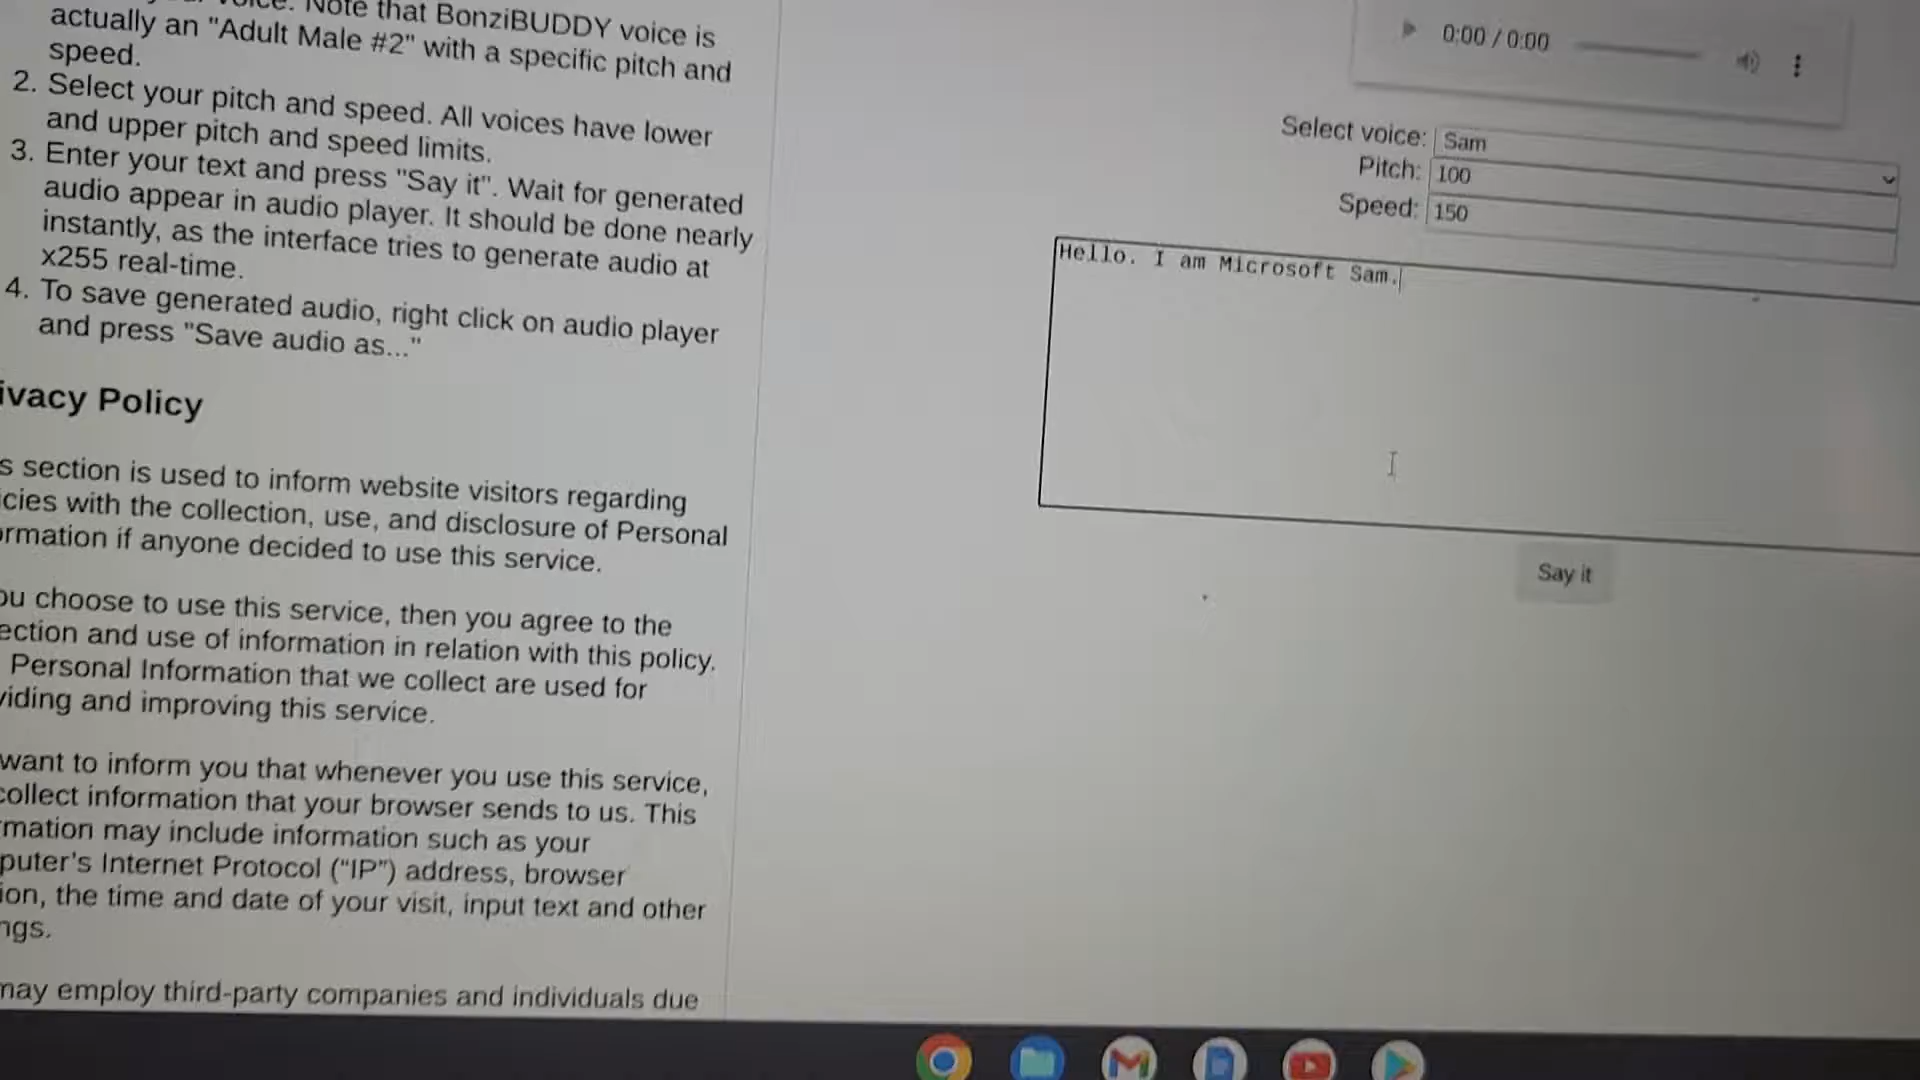 voice. Note that BonziBUDDY voice is
actually an "Adult Male #2" with a specific pitch and
speed.
2. Select your pitch and speed. All voices have lower
and upper pitch and speed limits.
3. Enter your text and press "Say it". Wait for generated
audio appear in audio player. It should be done nearly
instantly, as the interface tries to generate audio at
x255 real-time.
4. To save generated audio, right click on audio player
and press "Save audio as..."
ivacy Policy
s section is used to inform website visitors regarding
icies with the collection, use, and disclosure of Personal
ormation if anyone decided to use this service.
ou choose to use this service, then you agree to the
ection and use of information in relation with this policy.
Personal Information that we collect are used for
viding and improving this service.
want to inform you that whenever you use this service,
collect information that your browser sends to us. This
rmation may include information such as your
puter's Internet Protocol (“IP”) address, browser
ion, the time and date of your visit, input text and other
ngs.
may employ third-party companies and individuals due
0:00 / 0:00
Select voice: Sam
Pitch: 100
Speed: 150
Hello. I am Microsoft Sam.
Say it